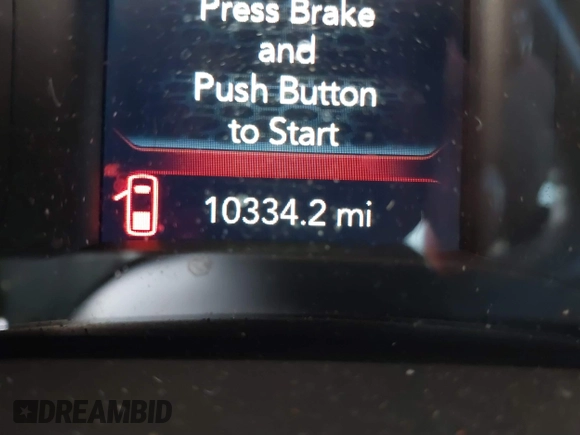 Press Brake
and
Push Button
to Start
10334.2 mi
DREAMBID